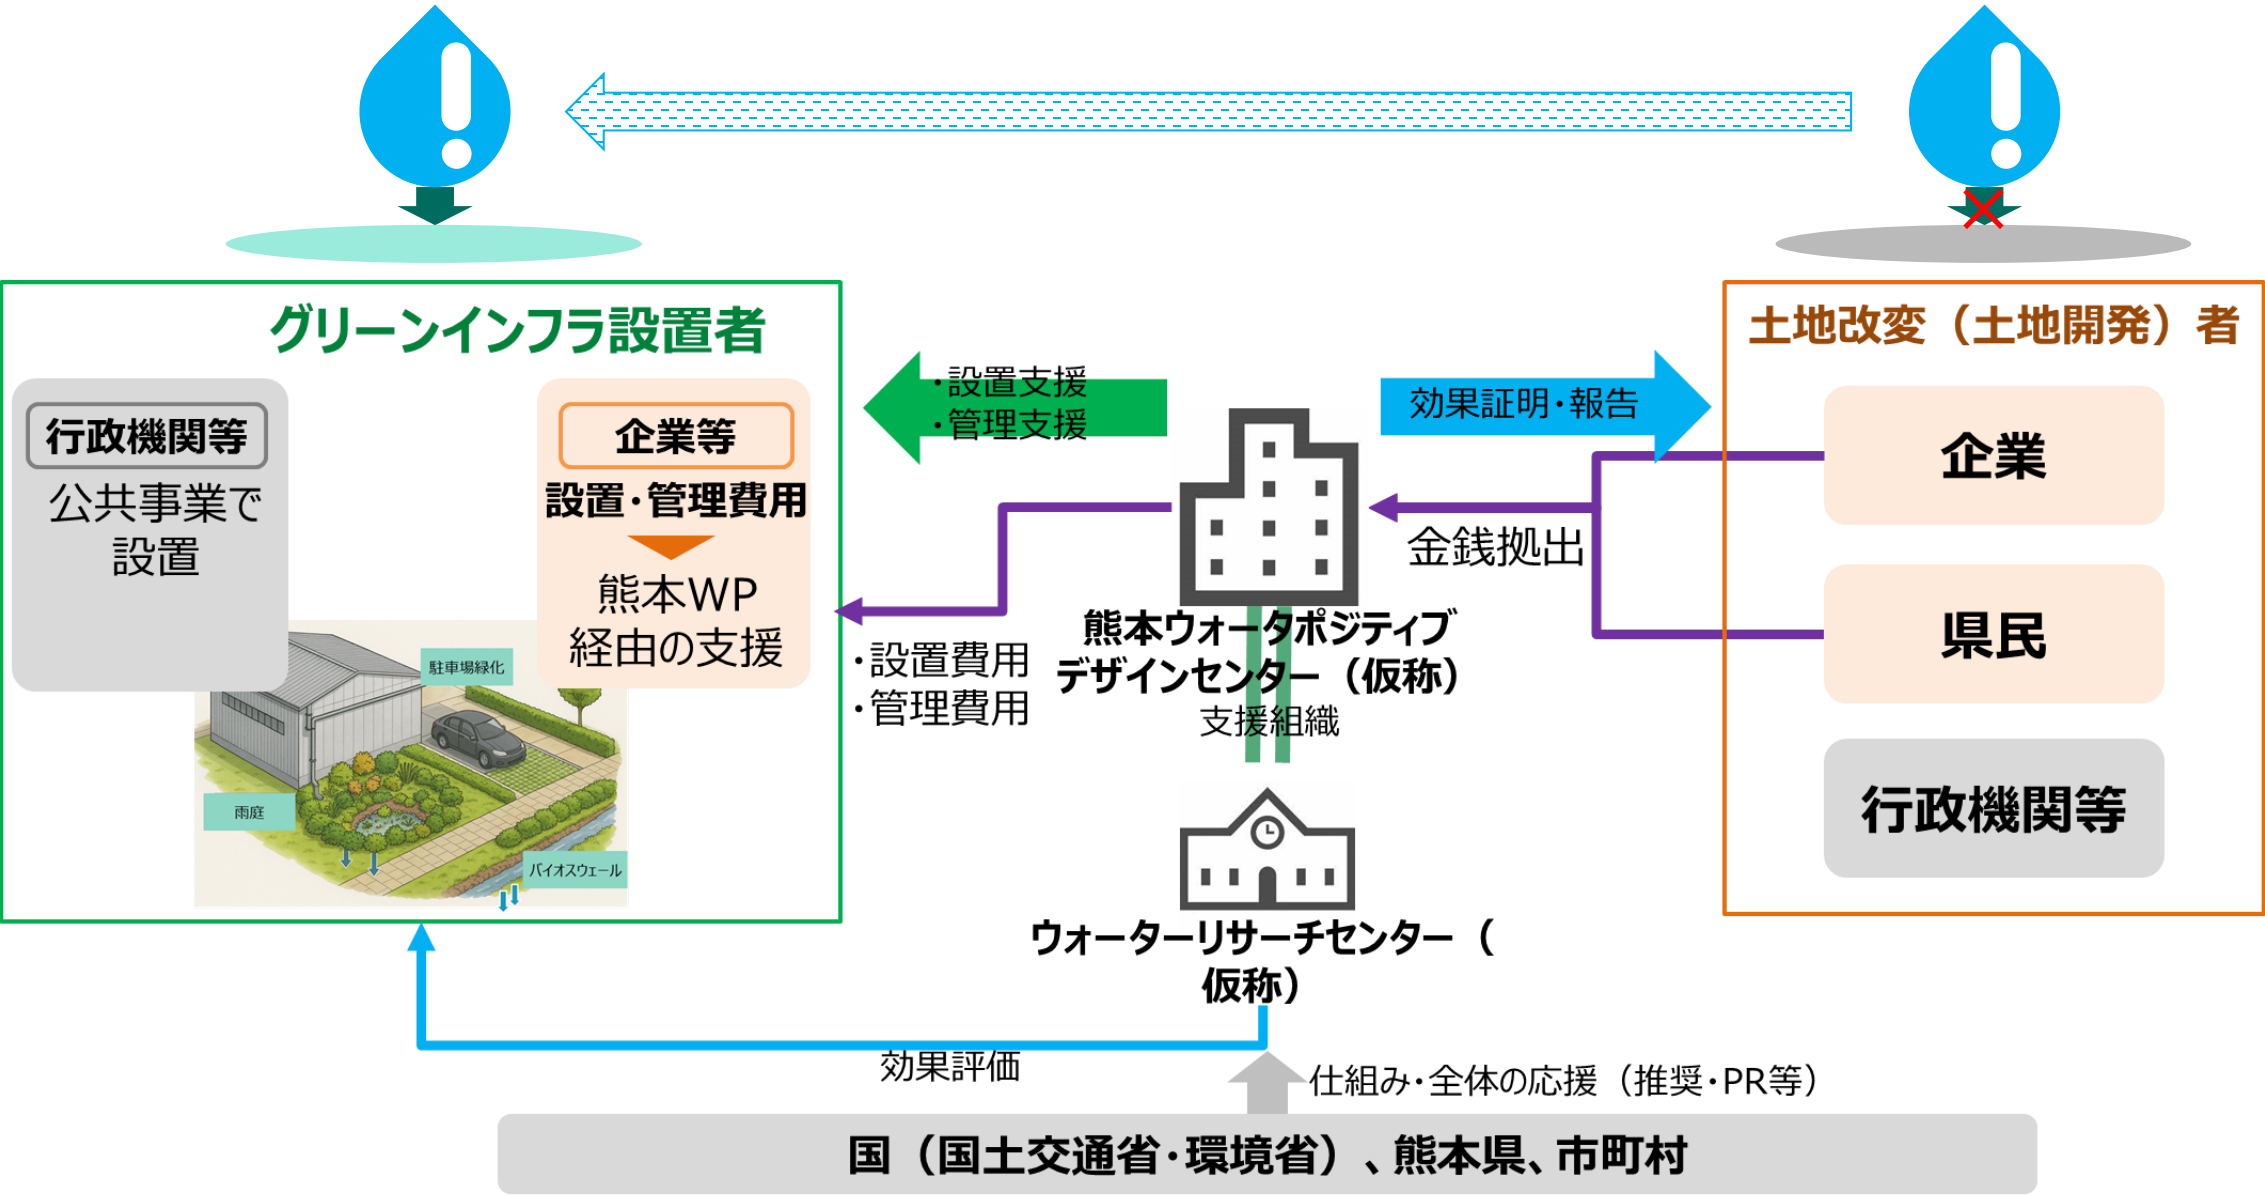 グリーンインフラ設置者
行政機関等
公共事業で
設置
企業等
設置・管理費用
熊本WP
経由の支援
駐車場緑化
雨庭
バイオスウェール
・設置支援
・管理支援
効果証明・報告
金銭拠出
・設置費用
・管理費用
熊本ウォータポジティブ
デザインセンター（仮称）
支援組織
ウォーターリサーチセンター（
仮称）
土地改変（土地開発）者
企業
県民
行政機関等
効果評価
仕組み・全体の応援（推奨・PR等）
国（国土交通省・環境省）、熊本県、市町村